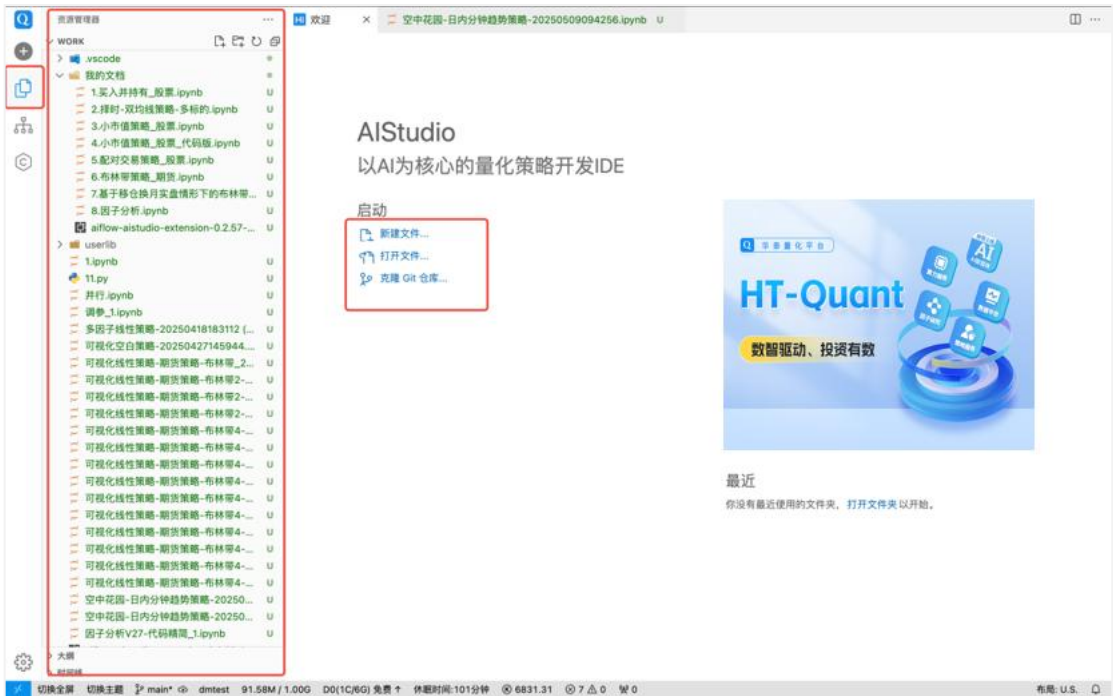 资源管理器
WORK
.vscode
我的文档
1.买入并持有_股票.ipynb U
2.择时-双均线策略-多标的.ipynb U
3.小市值策略_股票.ipynb U
4.小市值策略_股票_代码版.ipynb U
5.配对交易策略_股票.ipynb U
6.布林带策略_期货.ipynb U
7.基于移仓换月实盘情形下的布林带... U
8.因子分析.ipynb U
aiflow-aistudio-extension-0.2.57-... U
userlib
1.ipynb U
11.py U
并行.ipynb U
调参_1.ipynb U
多因子线性策略-20250418183112 (... U
可视化空白策略-20250427145944.... U
可视化线性策略-期货策略-布林带_2... U
可视化线性策略-期货策略-布林带2-... U
可视化线性策略-期货策略-布林带2-... U
可视化线性策略-期货策略-布林带2-... U
可视化线性策略-期货策略-布林带4-... U
可视化线性策略-期货策略-布林带4-... U
可视化线性策略-期货策略-布林带4-... U
可视化线性策略-期货策略-布林带4-... U
可视化线性策略-期货策略-布林带4-... U
可视化线性策略-期货策略-布林带4-... U
可视化线性策略-期货策略-布林带4-... U
可视化线性策略-期货策略-布林带4-... U
可视化线性策略-期货策略-布林带4-... U
可视化线性策略-期货策略-布林带4-... U
空中花园-日内分钟趋势策略-20250... U
空中花园-日内分钟趋势策略-20250... U
因子分析V27-代码精简_1.ipynb U
大纲
时间线
欢迎
空中花园-日内分钟趋势策略-20250509094256.ipynb U
AIStudio
以AI为核心的量化策略开发IDE
启动
新建文件...
打开文件...
克隆 Git 仓库...
华泰量化平台
AI
HT-Quant
数智驱动、投资有数
最近
你没有最近使用的文件夹，打开文件夹以开始。
切换全屏 切换主题 main* dmtest 91.58M / 1.00G D0(1C/6G) 免费 休眠时间:101分钟 6831.31 7 0 0 布局: U.S.